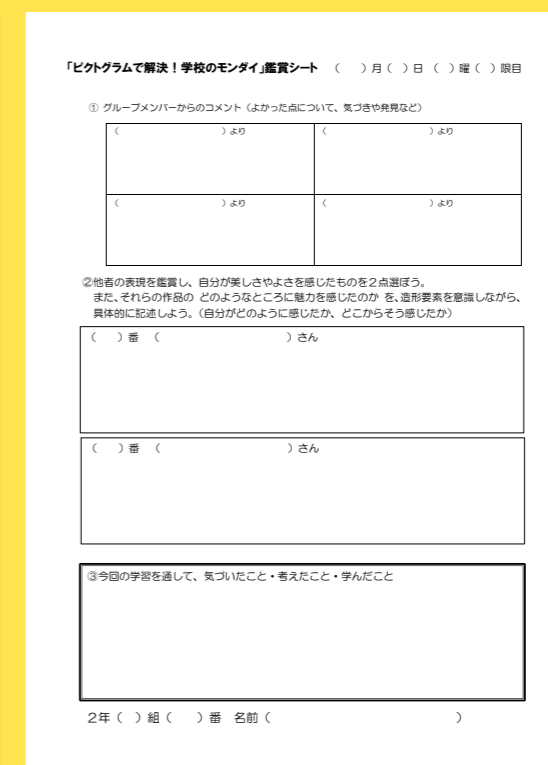 「ピクトグラムで解決！学校のモンダイ」鑑賞シート （　　）月（　）日（　）曜（　）限目
① グループメンバーからのコメント（よかった点について、気づきや発見など）
（　　　　　　　　　　）より （　　　　　　　　　　）より
（　　　　　　　　　　）より （　　　　　　　　　　）より
②他者の表現を鑑賞し、自分が美しさやよさを感じたものを２点選ぼう。
また、それらの作品の どのようなところに魅力を感じたのか を、造形要素を意識しながら、
具体的に記述しよう。（自分がどのように感じたか、どこからそう感じたか）
（　　）番 （　　　　　　　　　　）さん
（　　）番 （　　　　　　　　　　）さん
③今回の学習を通して、気づいたこと・考えたこと・学んだこと
２年（　）組（　　）番　名前（　　　　　　　　　　　　　　）